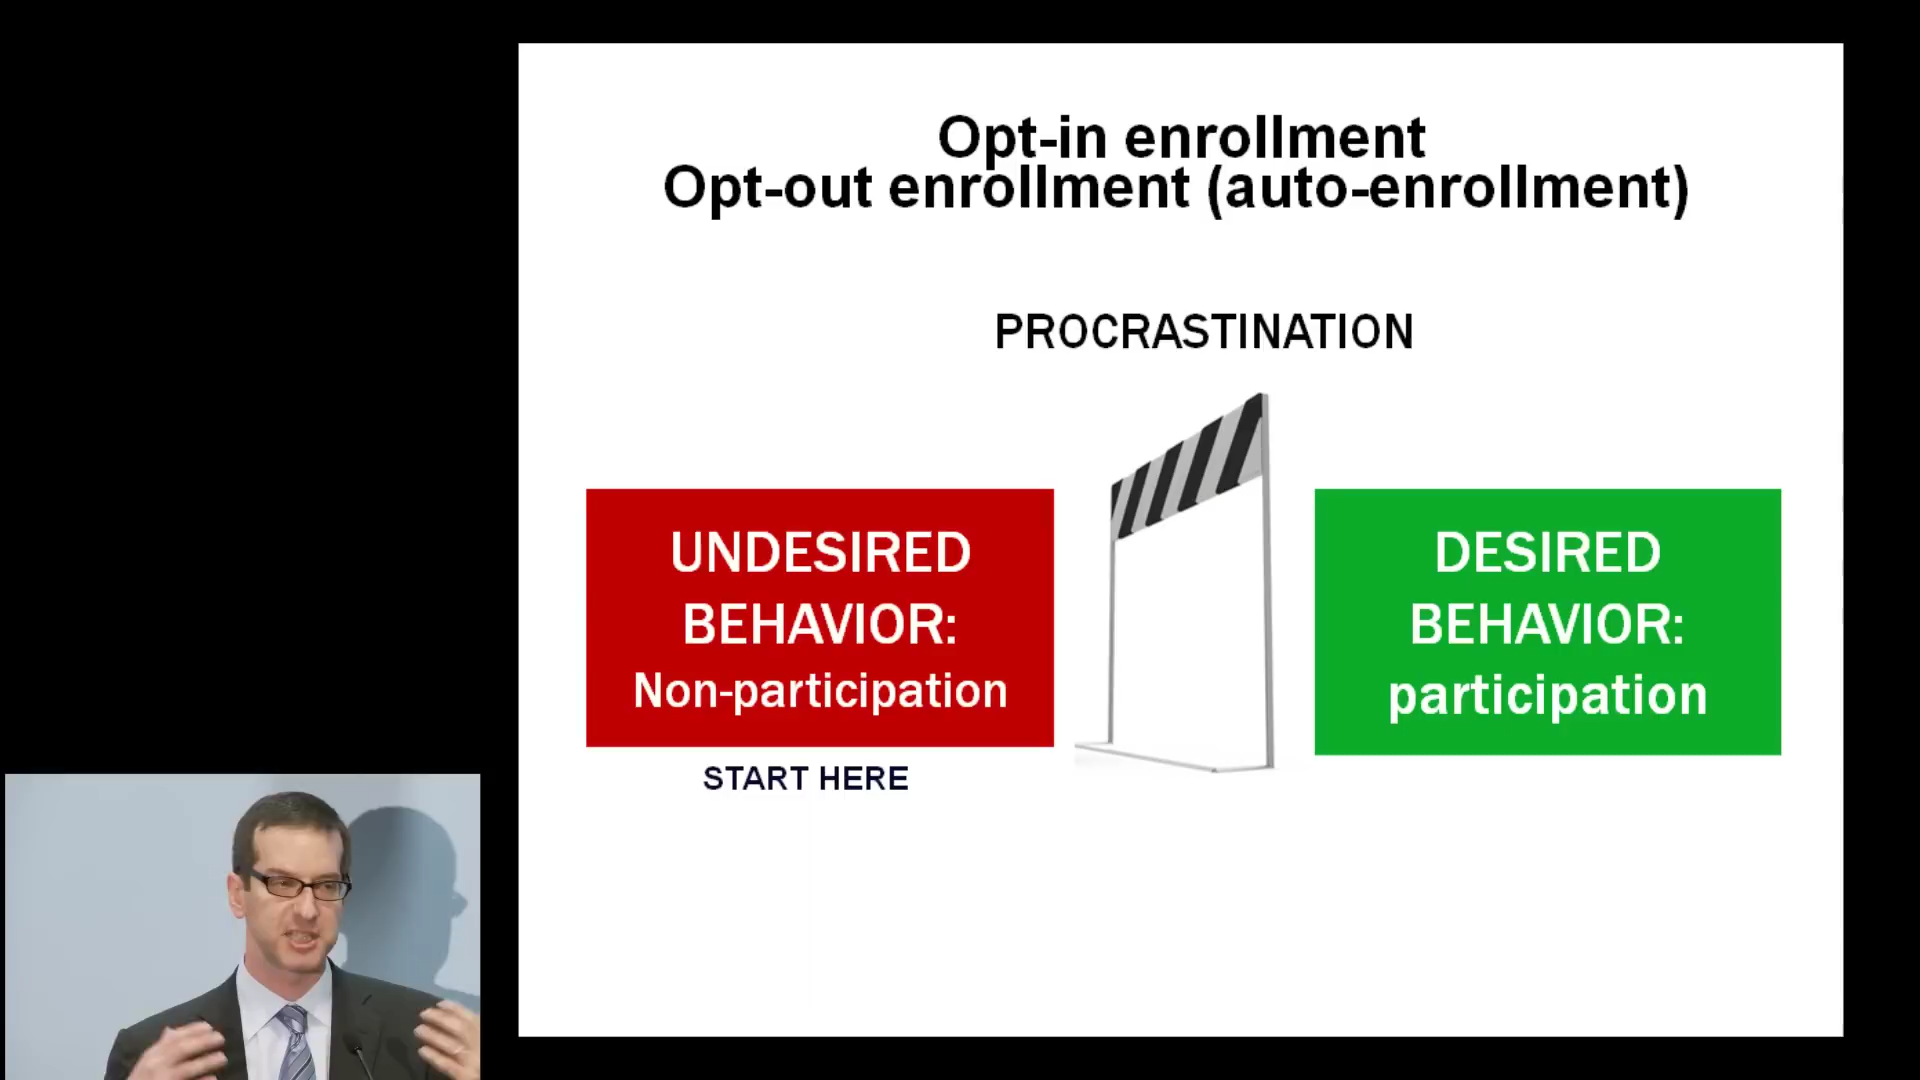 Opt-in enrollment
Opt-out enrollment (auto-enrollment)
PROCRASTINATION
UNDESIRED
BEHAVIOR:
Non-participation
START HERE
DESIRED
BEHAVIOR:
participation